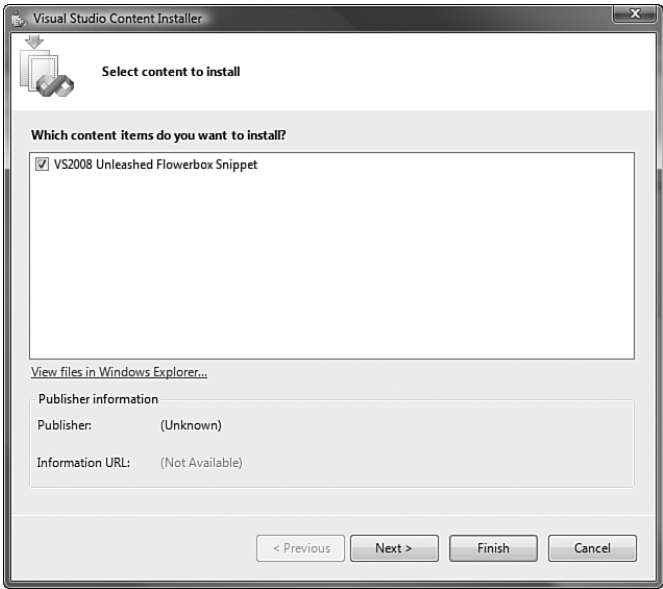 Visual Studio Content Installer
Select content to install
Which content items do you want to install?
VS2008 Unleashed Flowerbox Snippet
View files in Windows Explorer...
Publisher information
Publisher: (Unknown)
Information URL: (Not Available)
< Previous Next > Finish Cancel